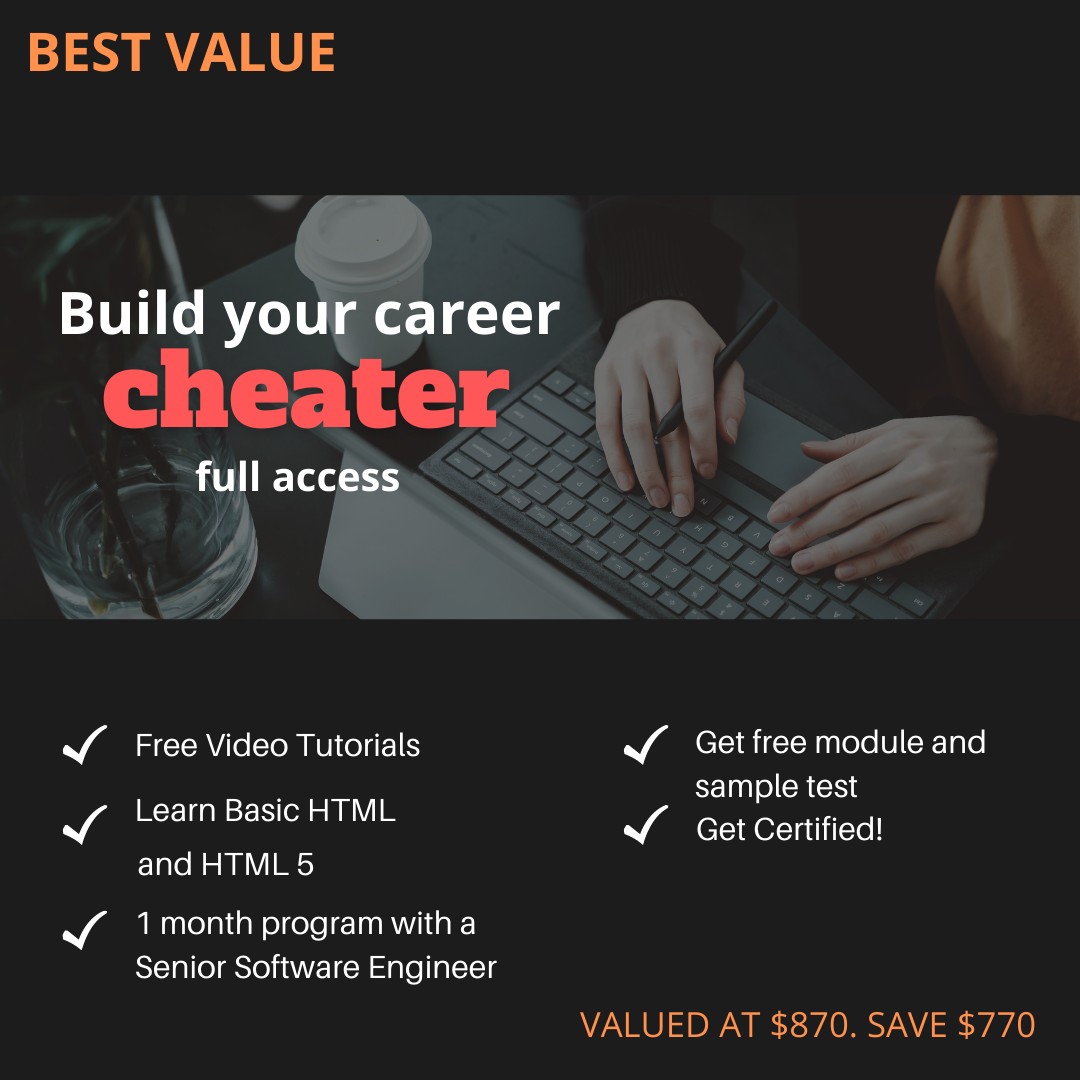 BEST VALUE
Build your career
cheater
full access
Free Video Tutorials
Learn Basic HTML
and HTML 5
1 month program with a
Senior Software Engineer
Get free module and
sample test
Get Certified!
VALUED AT $870. SAVE $770